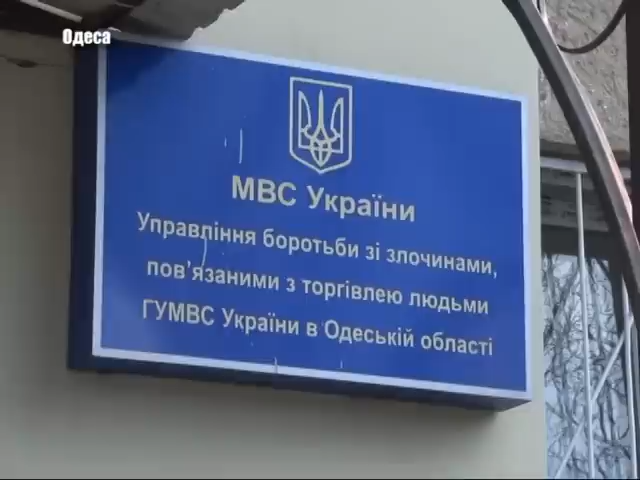 Одеса
МВС України
Управління боротьби зі злочинами,
пов'язаними з торгівлею людьми
ГУМВС України в Одеській області